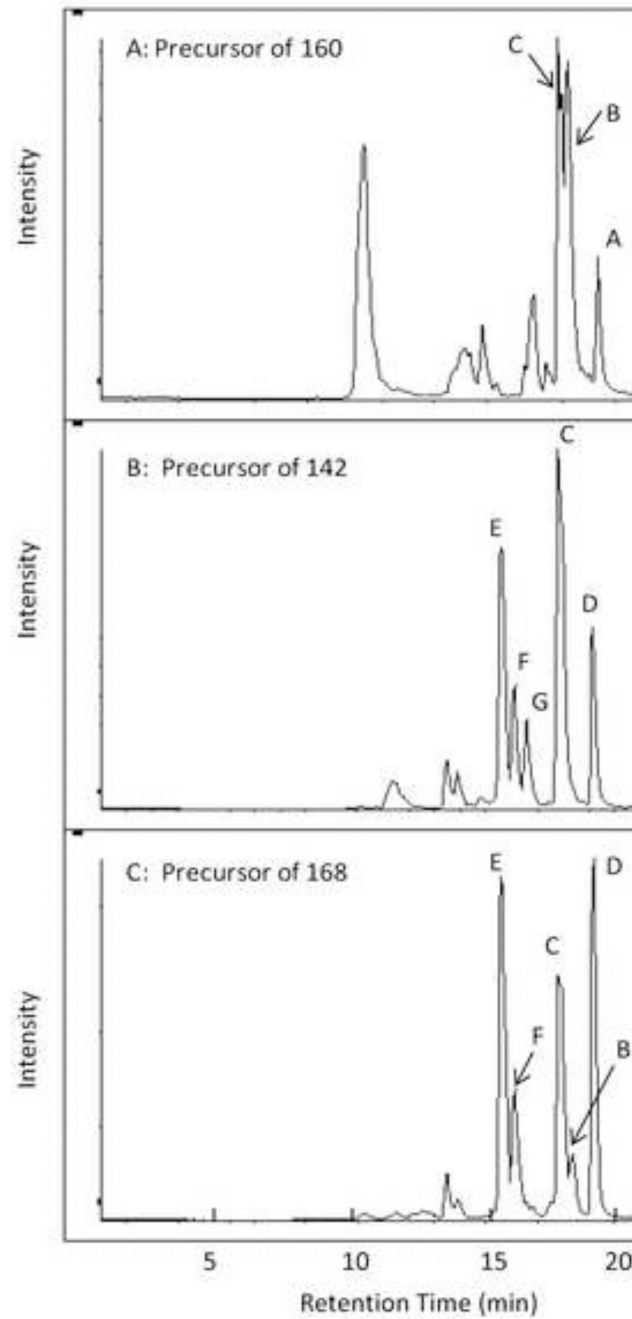 A: Precursor of 160
C
B
A
Intensity
B: Precursor of 142
C
E
D
F
G
Intensity
C: Precursor of 168
E
D
C
F
B
Intensity
5 10 15 20
Retention Time (min)